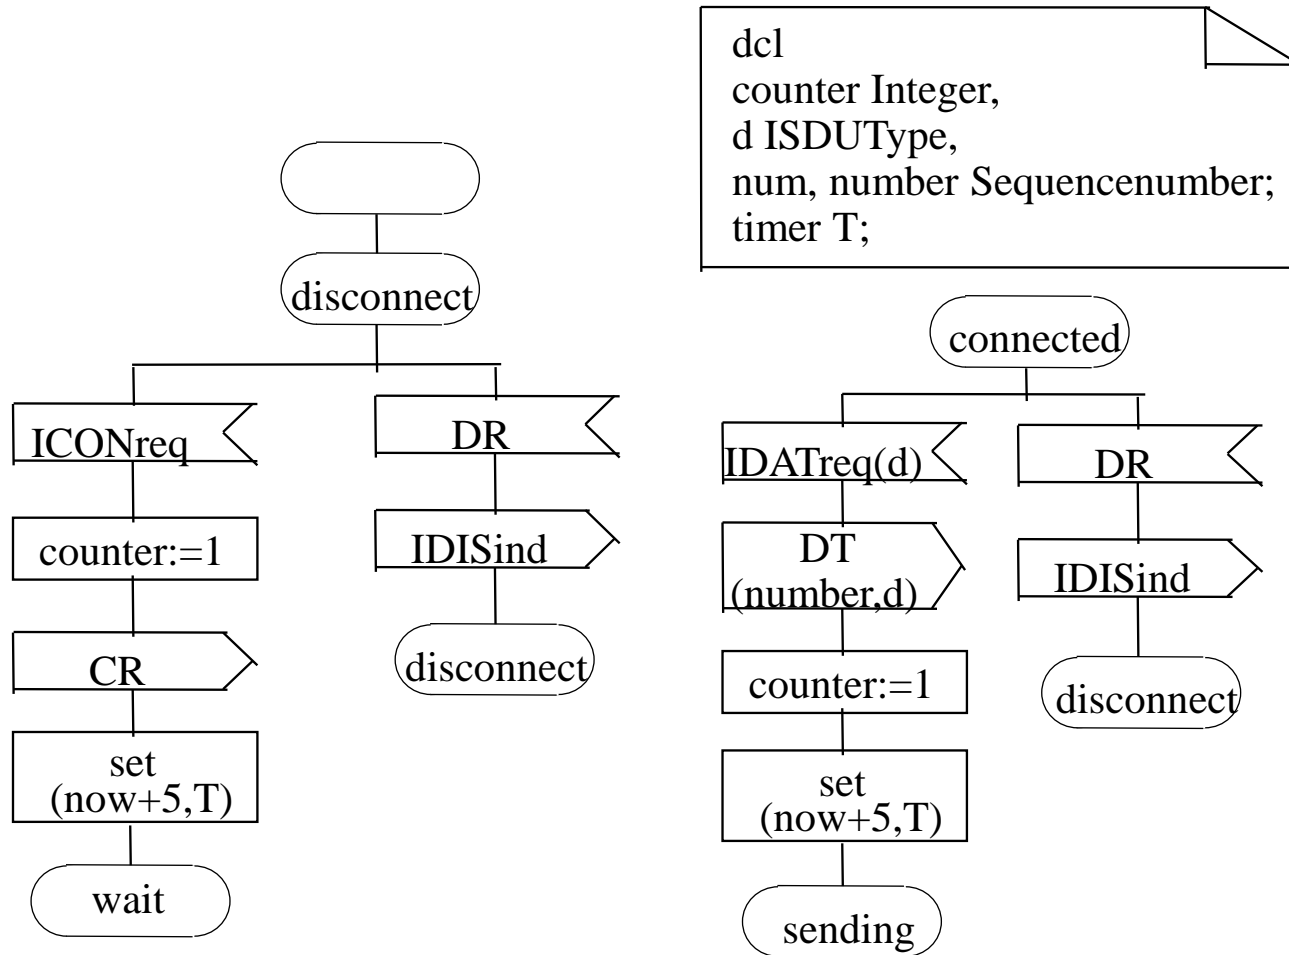 dcl
counter Integer,
d ISDUType,
num, number Sequencenumber;
timer T;
disconnect
ICONreq
DR
counter:=1
IDISind
CR
disconnect
set
(now+5,T)
wait
connected
IDATreq(d)
DR
DT
(number,d)
IDISind
counter:=1
disconnect
set
(now+5,T)
sending